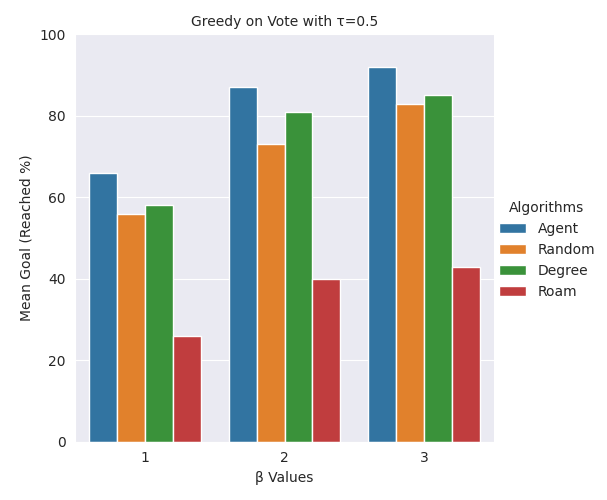 Greedy on Vote with τ=0.5
100
80
60
40
20
0
Mean Goal (Reached %)
1
2
3
β Values
Algorithms
Agent
Random
Degree
Roam